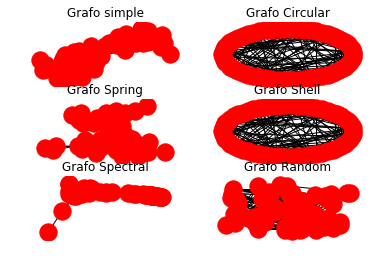 Grafo simple
Grafo Circular
Grafo Spring
Grafo Shell
Grafo Spectral
Grafo Random